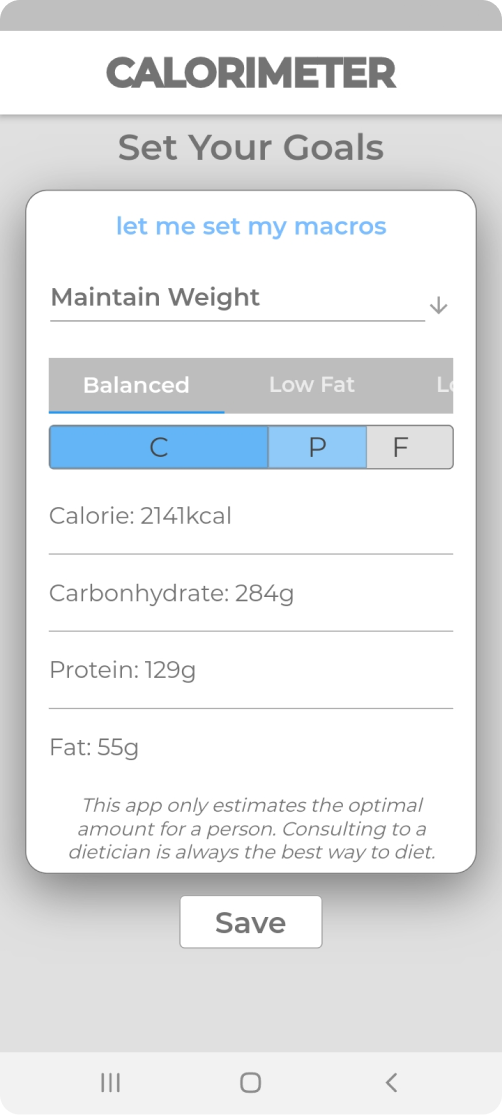 CALORIMETER
Set Your Goals
let me set my macros
Maintain Weight
Balanced Low Fat
C P F
Calorie: 2141kcal
Carbonhydrate: 284g
Protein: 129g
Fat: 55g
This app only estimates the optimal
amount for a person. Consulting to a
dietician is always the best way to diet.
Save